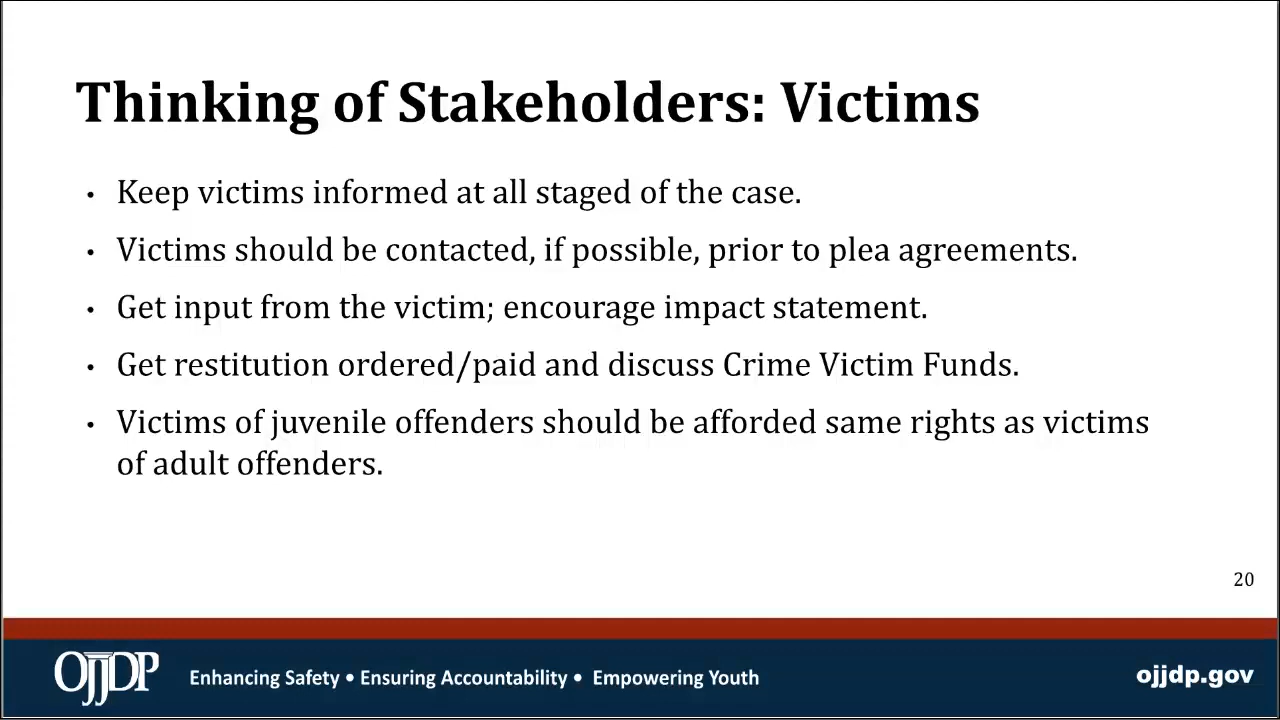 Thinking of Stakeholders: Victims
• Keep victims informed at all staged of the case.
• Victims should be contacted, if possible, prior to plea agreements.
• Get input from the victim; encourage impact statement.
• Get restitution ordered/paid and discuss Crime Victim Funds.
• Victims of juvenile offenders should be afforded same rights as victims
of adult offenders.
20
OJJDP
Enhancing Safety • Ensuring Accountability • Empowering Youth
ojjdp.gov